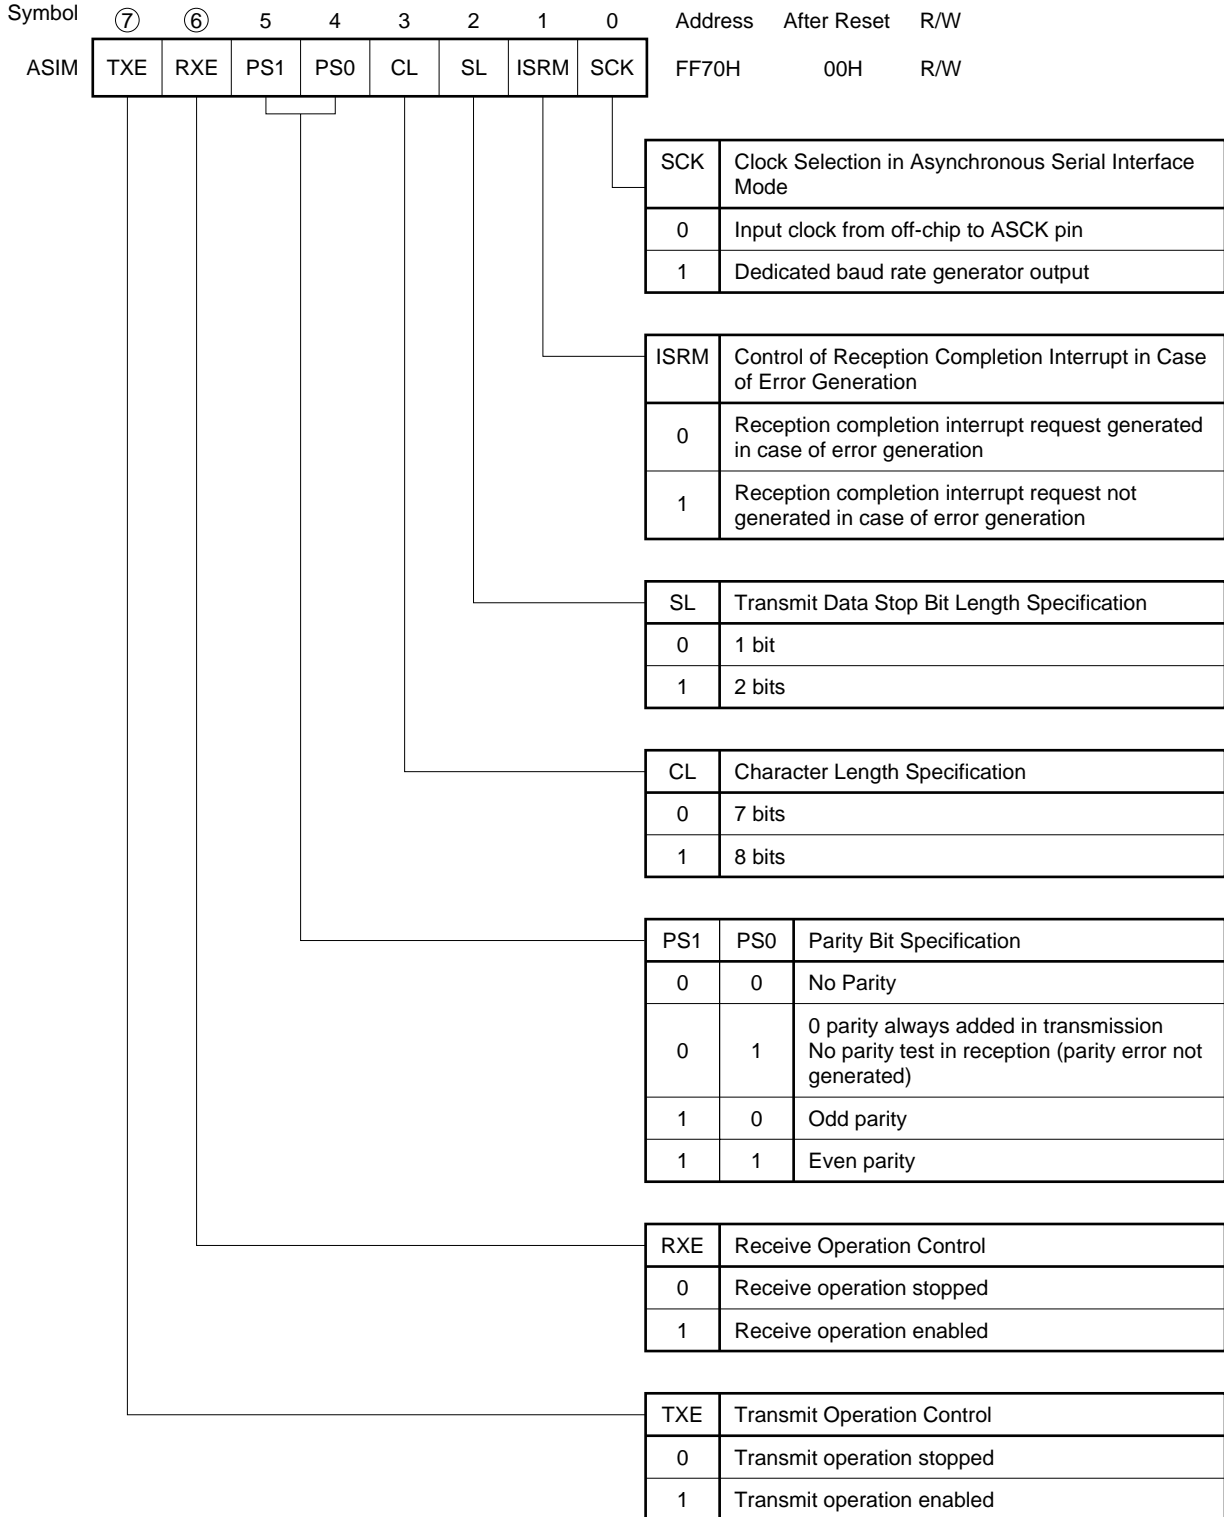 Symbol ⑦ ⑥ 5 4 3 2 1 0 Address After Reset R/W
ASIM TXE RXE PS1 PS0 CL SL ISRM SCK FF70H 00H R/W
SCK Clock Selection in Asynchronous Serial Interface
Mode
0 Input clock from off-chip to ASCK pin
1 Dedicated baud rate generator output
ISRM Control of Reception Completion Interrupt in Case
of Error Generation
0 Reception completion interrupt request generated
in case of error generation
1 Reception completion interrupt request not
generated in case of error generation
SL Transmit Data Stop Bit Length Specification
0 1 bit
1 2 bits
CL Character Length Specification
0 7 bits
1 8 bits
PS1 PS0 Parity Bit Specification
0 0 No Parity
0 1 0 parity always added in transmission
No parity test in reception (parity error not
generated)
1 0 Odd parity
1 1 Even parity
RXE Receive Operation Control
0 Receive operation stopped
1 Receive operation enabled
TXE Transmit Operation Control
0 Transmit operation stopped
1 Transmit operation enabled